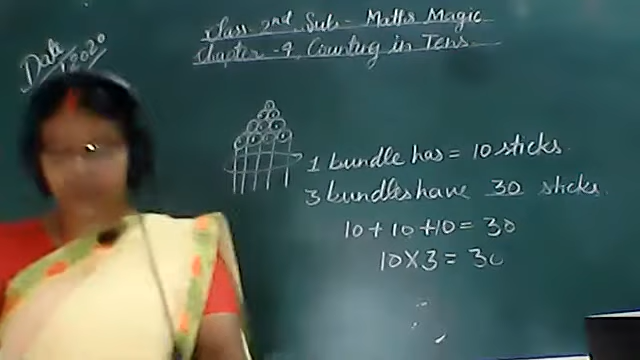 Class 2nd Sub - Maths Magic
Chapter - 4, Counting in Tens
Date
2020
1 bundle has = 10 sticks.
3 bundles have 30 sticks.
10 + 10 + 10 = 30
10 X 3 = 30